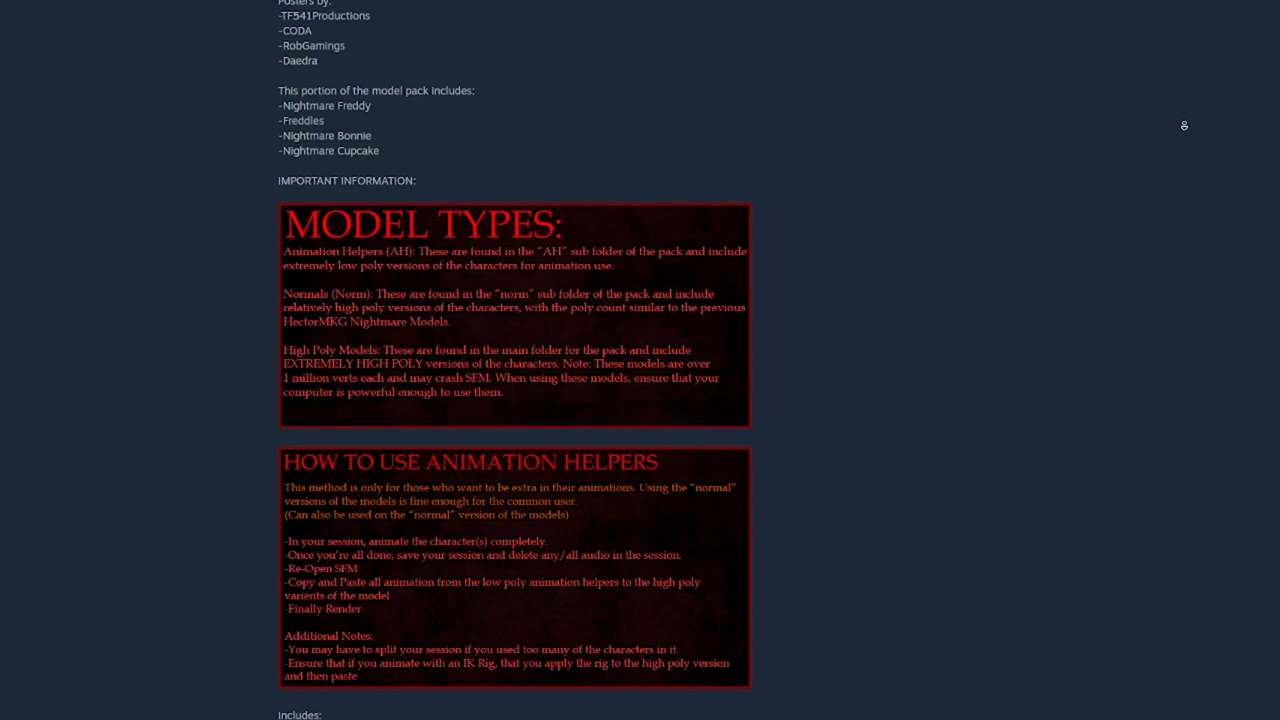 Posters by:
-TF541Productions
-CODA
-RobGamings
-Daedra
This portion of the model pack includes:
-Nightmare Freddy
-Freddles
-Nightmare Bonnie
-Nightmare Cupcake
IMPORTANT INFORMATION:
MODEL TYPES:
Animation Helpers (AH): These are found in the “AH” sub folder of the pack and include
extremely low poly versions of the characters for animation use.
Normals (Norm): These are found in the “norm” sub folder of the pack and include
relatively high poly versions of the characters, with the poly count similar to the previous
HectorMKG Nightmare Models.
High Poly Models: These are found in the main folder for the pack and include
EXTREMELY HIGH POLY versions of the characters. Note: These models are over
1 million verts each and may crash SFM. When using these models, ensure that your
computer is powerful enough to use them.
HOW TO USE ANIMATION HELPERS
This method is only for those who want to be extra in their animations. Using the “normal”
versions of the models is fine enough for the common user.
(Can also be used on the “normal” version of the models)
-In your session, animate the character(s) completely.
-Once you’re all done, save your session and delete any/all audio in the session.
-Re-Open SFM
-Copy and Paste all animation from the low poly animation helpers to the high poly
varients of the model
-Finally Render
Additional Notes:
-You may have to split your session if you used too many of the characters in it.
-Ensure that if you animate with an IK Rig, that you apply the rig to the high poly version
and then paste
Includes: